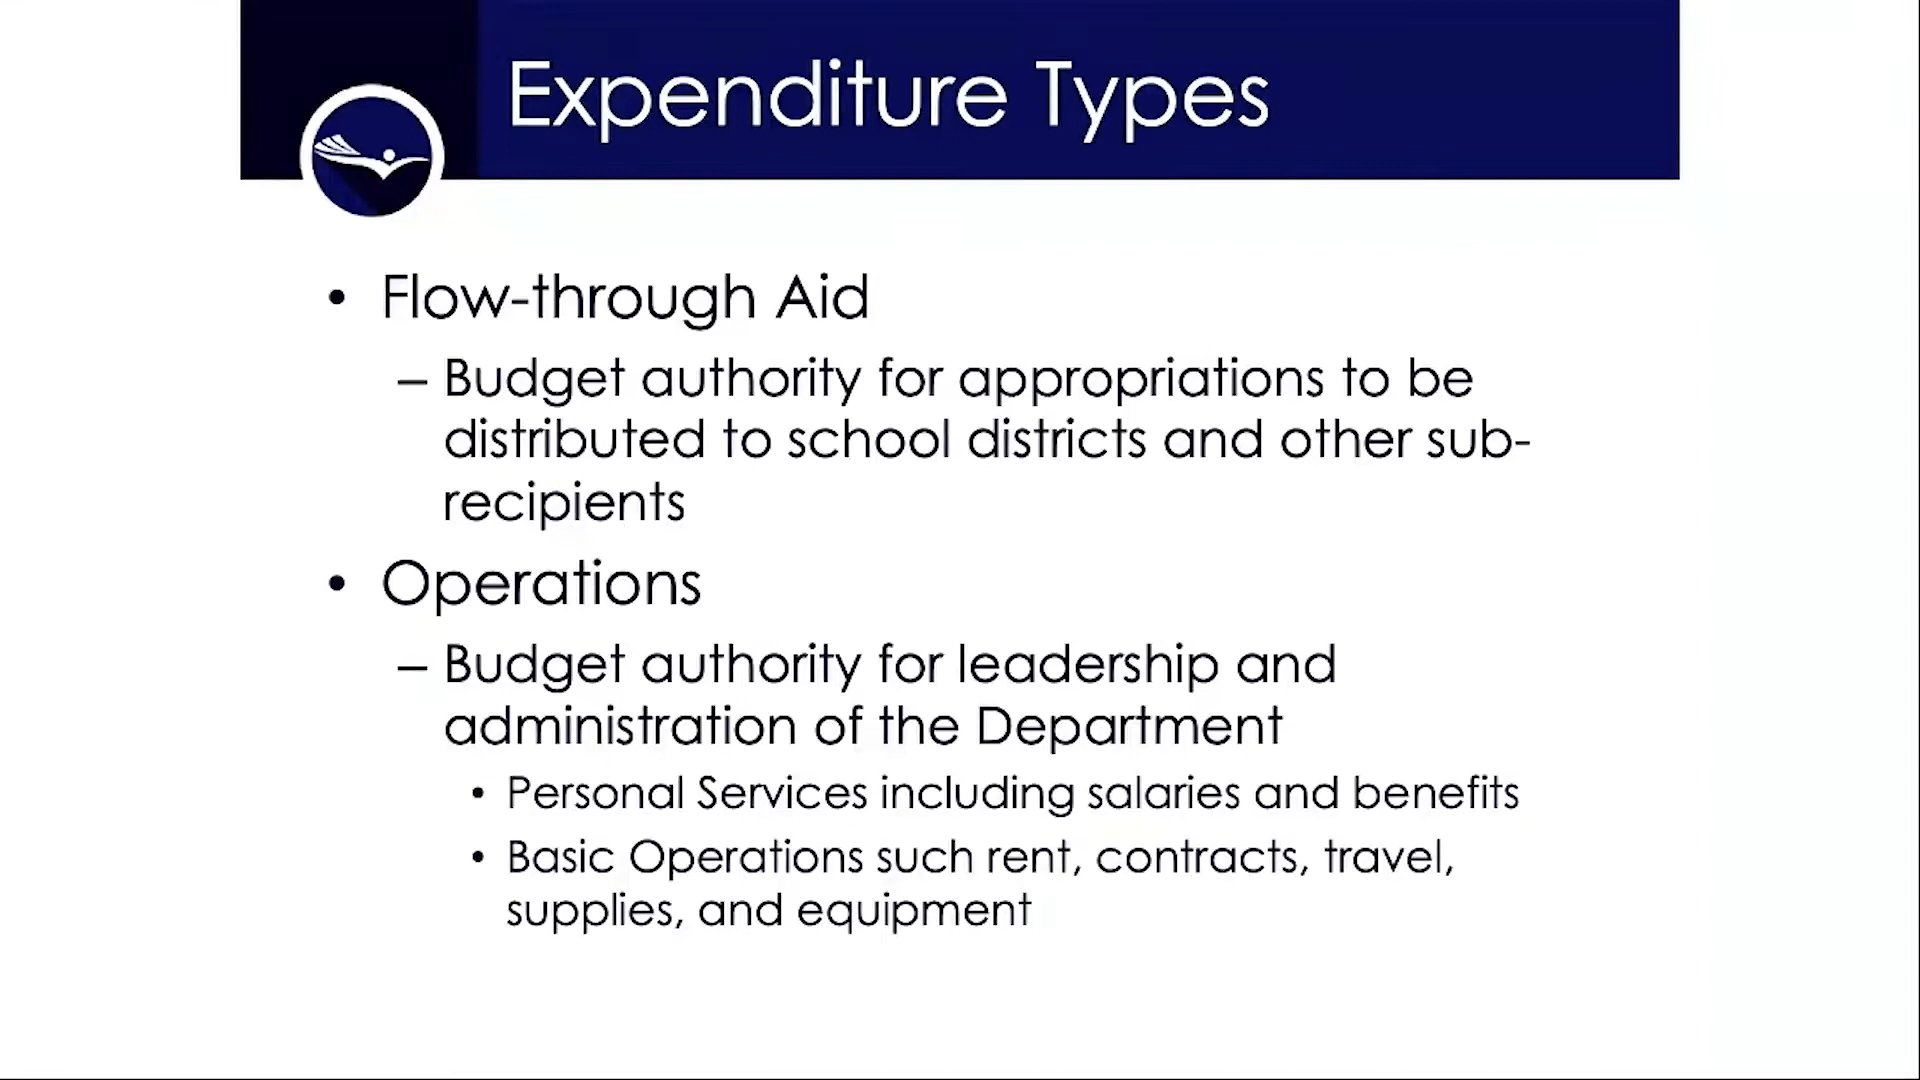 Expenditure Types
• Flow-through Aid
– Budget authority for appropriations to be
distributed to school districts and other sub-
recipients
• Operations
– Budget authority for leadership and
administration of the Department
• Personal Services including salaries and benefits
• Basic Operations such rent, contracts, travel,
supplies, and equipment